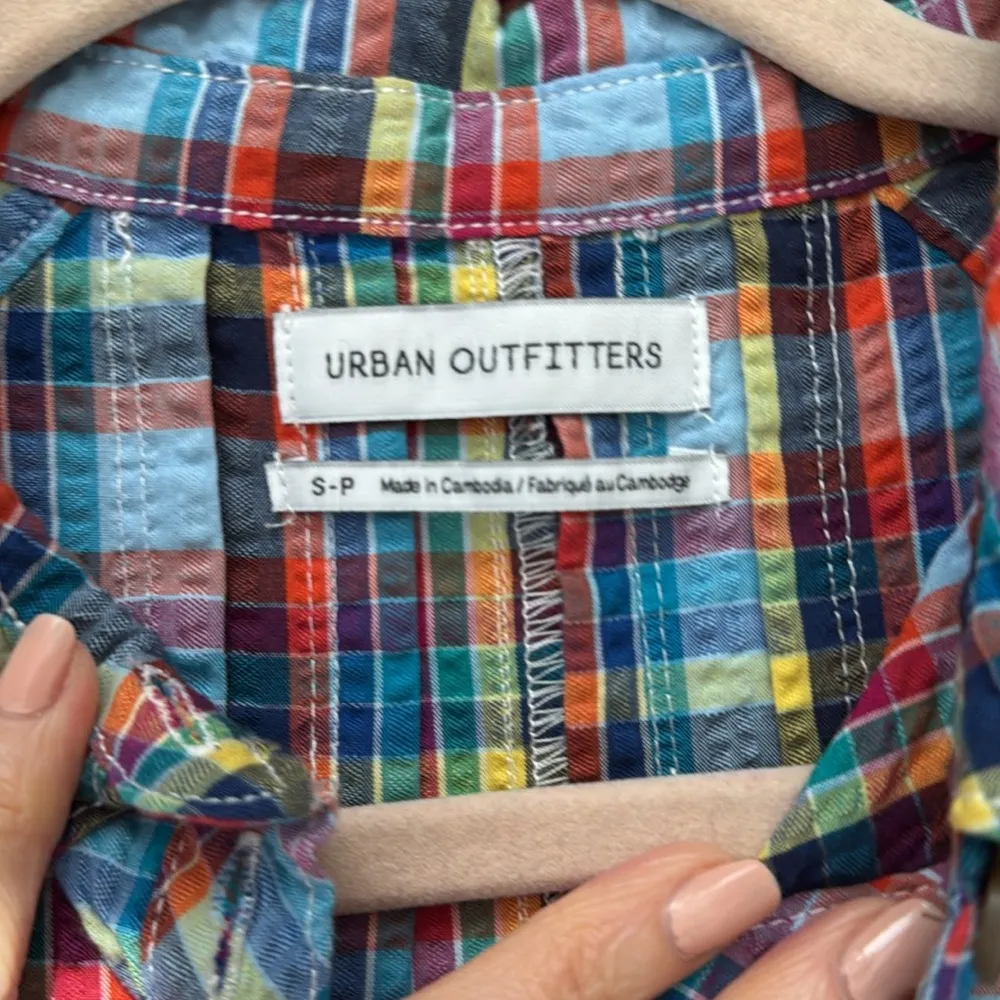 URBAN OUTFITTERS
S-P Made in Cambodia / Fabriqué au Cambodge